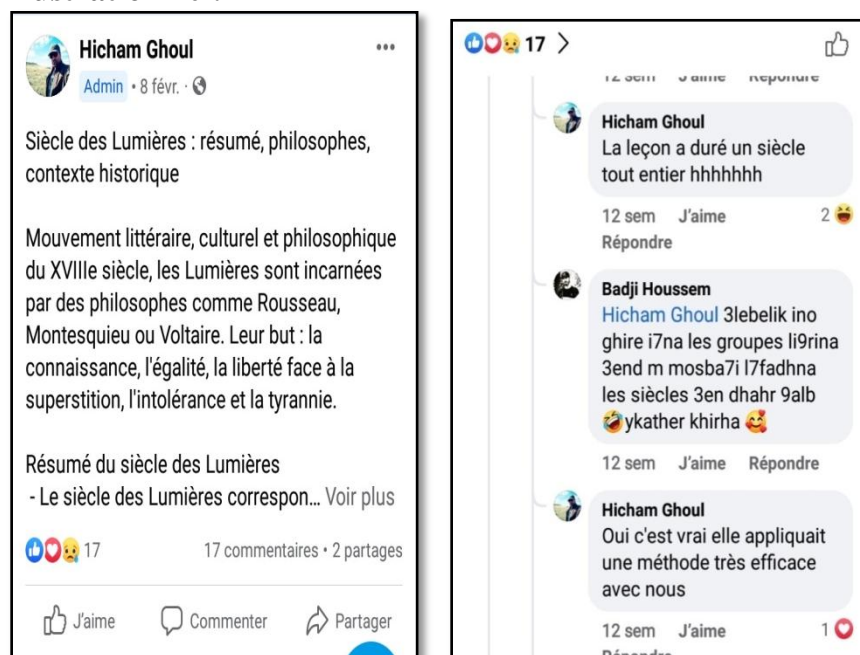 Hicham Ghoul
Admin • 8 févr. ·
Siècle des Lumières : résumé, philosophes,
contexte historique
Mouvement littéraire, culturel et philosophique
du XVIIIe siècle, les Lumières sont incarnées
par des philosophes comme Rousseau,
Montesquieu ou Voltaire. Leur but : la
connaissance, l'égalité, la liberté face à la
superstition, l'intolérance et la tyrannie.
Résumé du siècle des Lumières
- Le siècle des Lumières correspon... Voir plus
17
17 commentaires • 2 partages
J'aime
Commenter
Partager
17
12 sem J'aime Répondre
Hicham Ghoul
La leçon a duré un siècle
tout entier hhhhhhh
12 sem J'aime 2
Répondre
Badji Houssem
Hicham Ghoul 3lebelik ino
ghire i7na les groupes li9rina
3end m mosba7i l7fadhna
les siècles 3en dhahr 9alb
🤣ykather khirha 🥰
12 sem J'aime Répondre
Hicham Ghoul
Oui c'est vrai elle appliquait
une méthode très efficace
avec nous
12 sem J'aime 1
Répondre